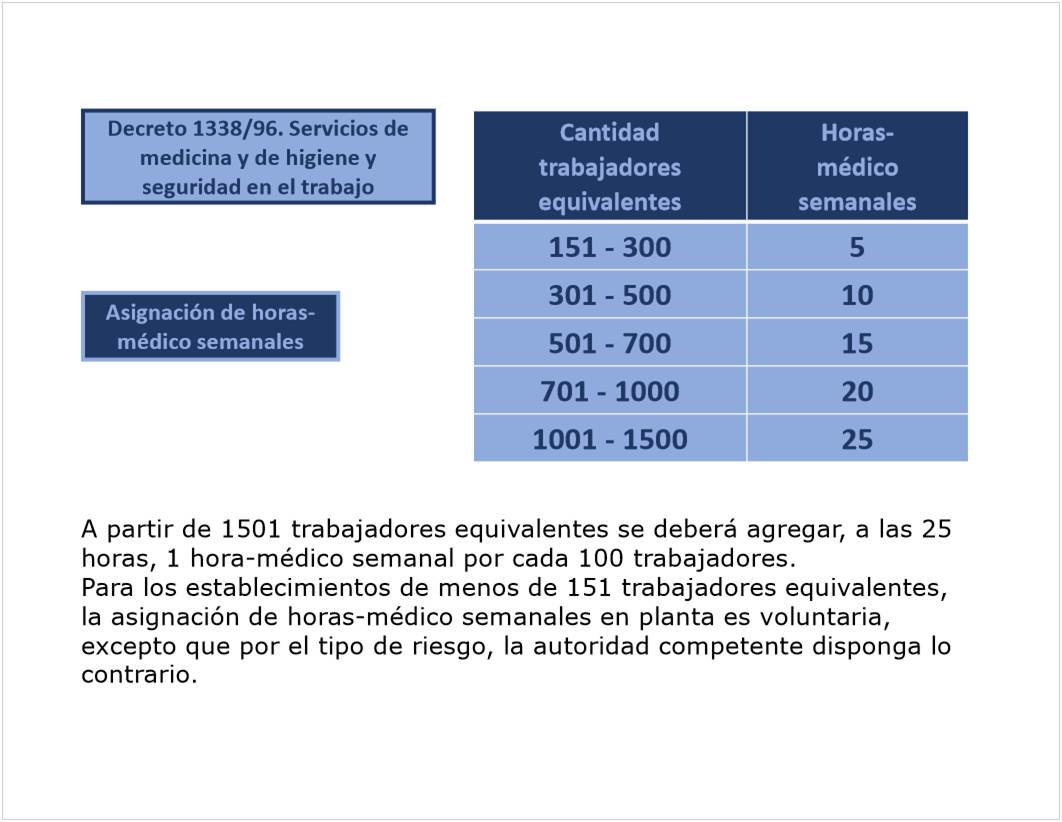 Decreto 1338/96. Servicios de
medicina y de higiene y
seguridad en el trabajo
Asignación de horas-
médico semanales
Cantidad
trabajadores
equivalentes
Horas-
médico
semanales
151 - 300 5
301 - 500 10
501 - 700 15
701 - 1000 20
1001 - 1500 25
A partir de 1501 trabajadores equivalentes se deberá agregar, a las 25
horas, 1 hora-médico semanal por cada 100 trabajadores.
Para los establecimientos de menos de 151 trabajadores equivalentes,
la asignación de horas-médico semanales en planta es voluntaria,
excepto que por el tipo de riesgo, la autoridad competente disponga lo
contrario.